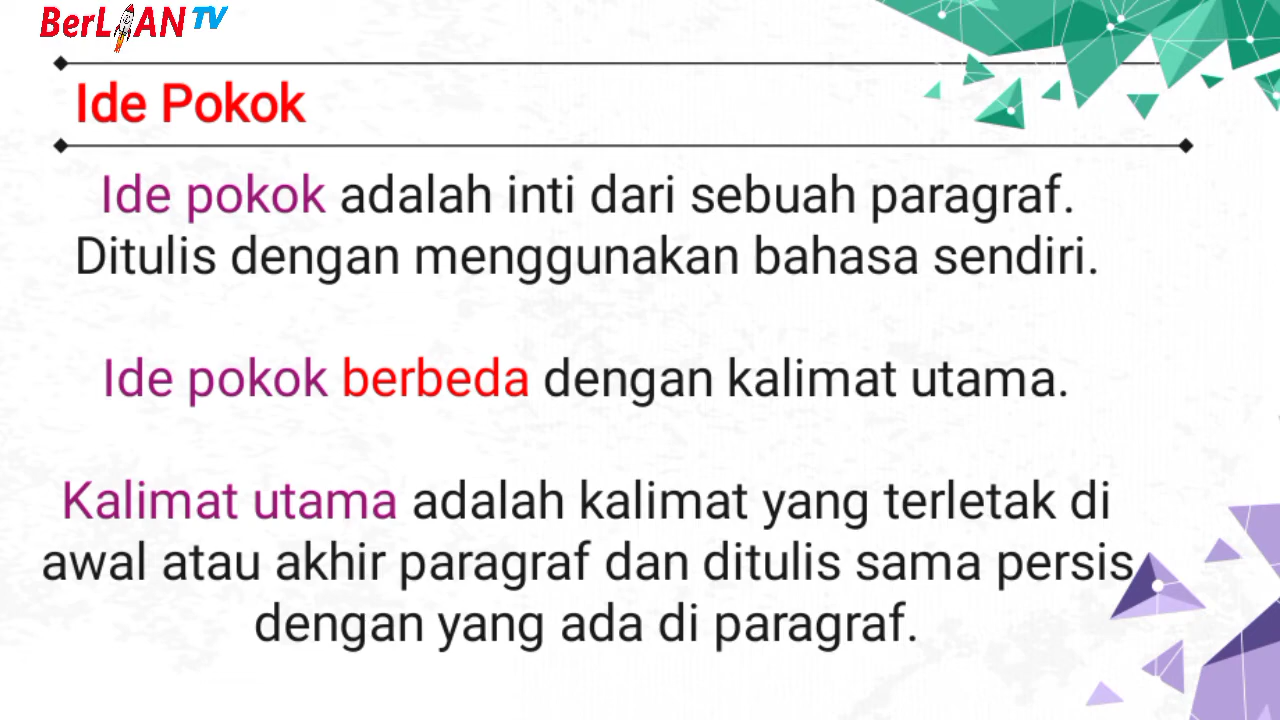 BerLiAN TV
Ide Pokok
Ide pokok adalah inti dari sebuah paragraf.
Ditulis dengan menggunakan bahasa sendiri.
Ide pokok berbeda dengan kalimat utama.
Kalimat utama adalah kalimat yang terletak di
awal atau akhir paragraf dan ditulis sama persis
dengan yang ada di paragraf.